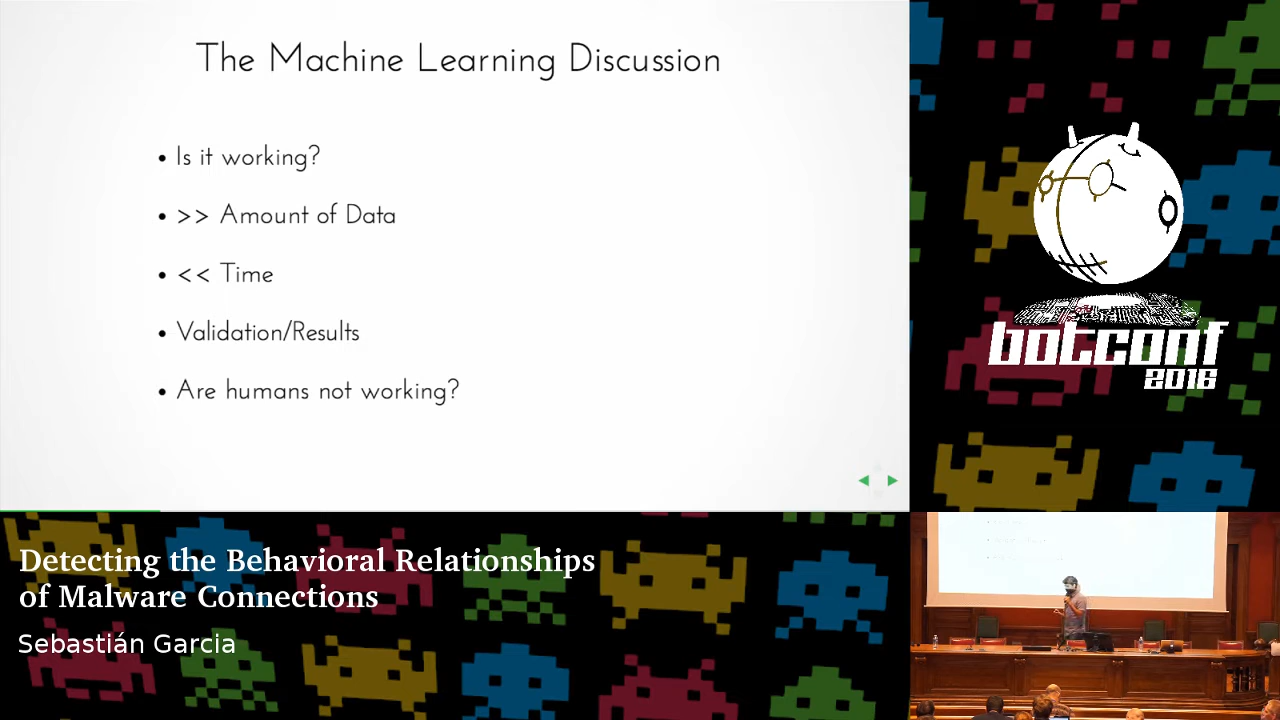 The Machine Learning Discussion
• Is it working?
• >> Amount of Data
• << Time
• Validation/Results
• Are humans not working?
botconf
2016
Detecting the Behavioral Relationships
of Malware Connections
Sebastián Garcia